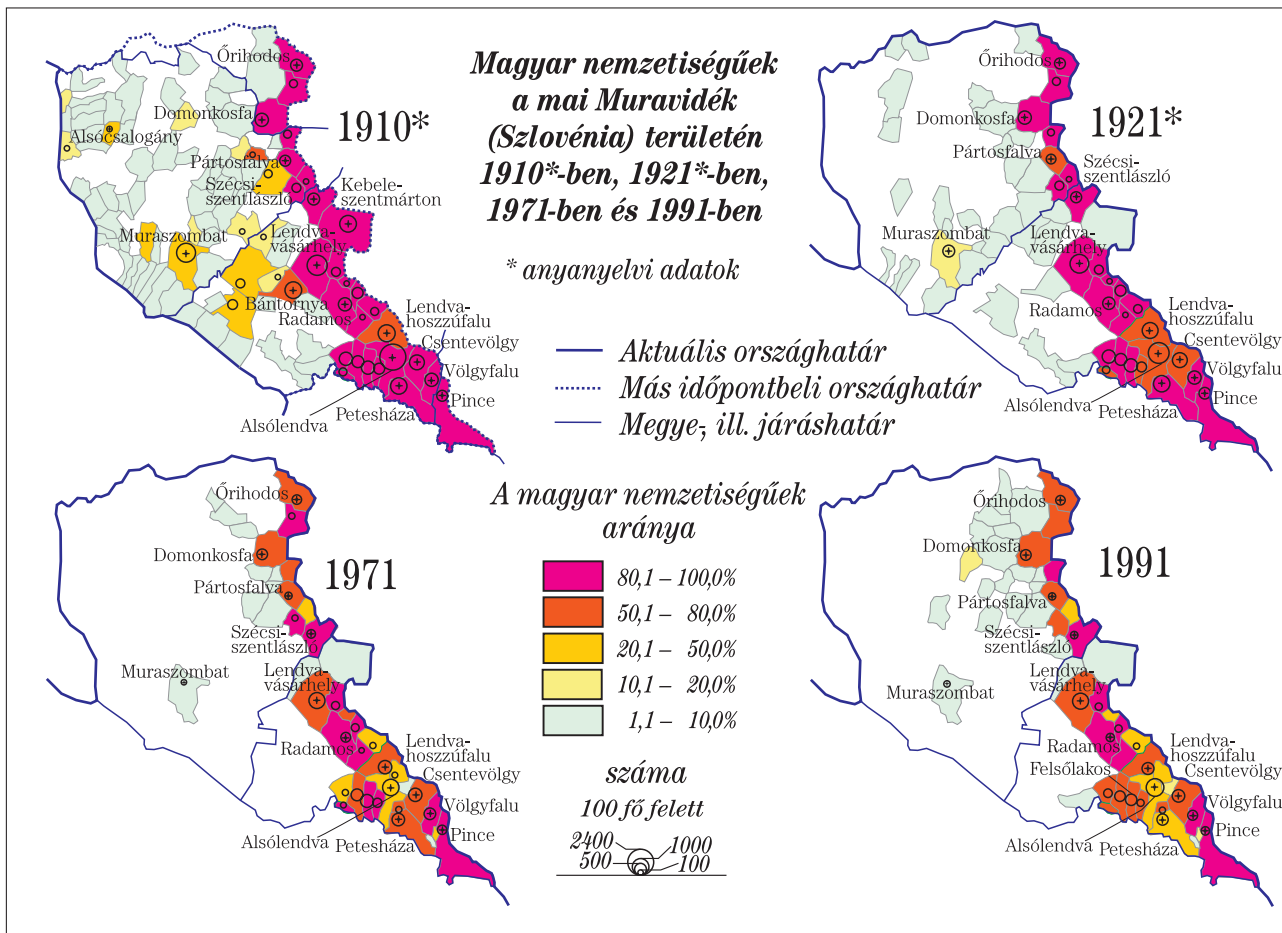 Magyar nemzetiségűek
a mai Muravidék
(Szlovénia) területén
1910*-ben, 1921*-ben,
1971-ben és 1991-ben
* anyanyelvi adatok
1910*
Őrihodos
Domonkosfa
Alsócsalogány
Pártosfalva
Szécsi-
szentlászló
Kebele-
szentmárton
Muraszombat
Lendva-
vásárhely
Bántornya
Radamos
Lendva-
hoszzúfalu
Csentevölgy
Völgyfalu
Pince
Petesháza
Alsólendva
1921*
Őrihodos
Domonkosfa
Pártosfalva
Szécsi-
szentlászló
Muraszombat
Lendva-
vásárhely
Radamos
Lendva-
hoszzúfalu
Csentevölgy
Völgyfalu
Pince
Alsólendva
Petesháza
Aktuális országhatár
Más időpontbeli országhatár
Megye-, ill. járáshatár
1971
Őrihodos
Domonkosfa
Pártosfalva
Szécsi-
szentlászló
Muraszombat
Lendva-
vásárhely
Radamos
Lendva-
hoszzúfalu
Csentevölgy
Völgyfalu
Pince
Alsólendva
Petesháza
A magyar nemzetiségűek
aránya
80,1 – 100,0%
50,1 – 80,0%
20,1 – 50,0%
10,1 – 20,0%
1,1 – 10,0%
száma
100 fő felett
2400
1000
500
100
1991
Őrihodos
Domonkosfa
Pártosfalva
Szécsi-
szentlászló
Lendva-
vásárhely
Muraszombat
Radamos
Felsőlakos
Lendva-
hoszzúfalu
Csentevölgy
Völgyfalu
Pince
Alsólendva
Petesháza